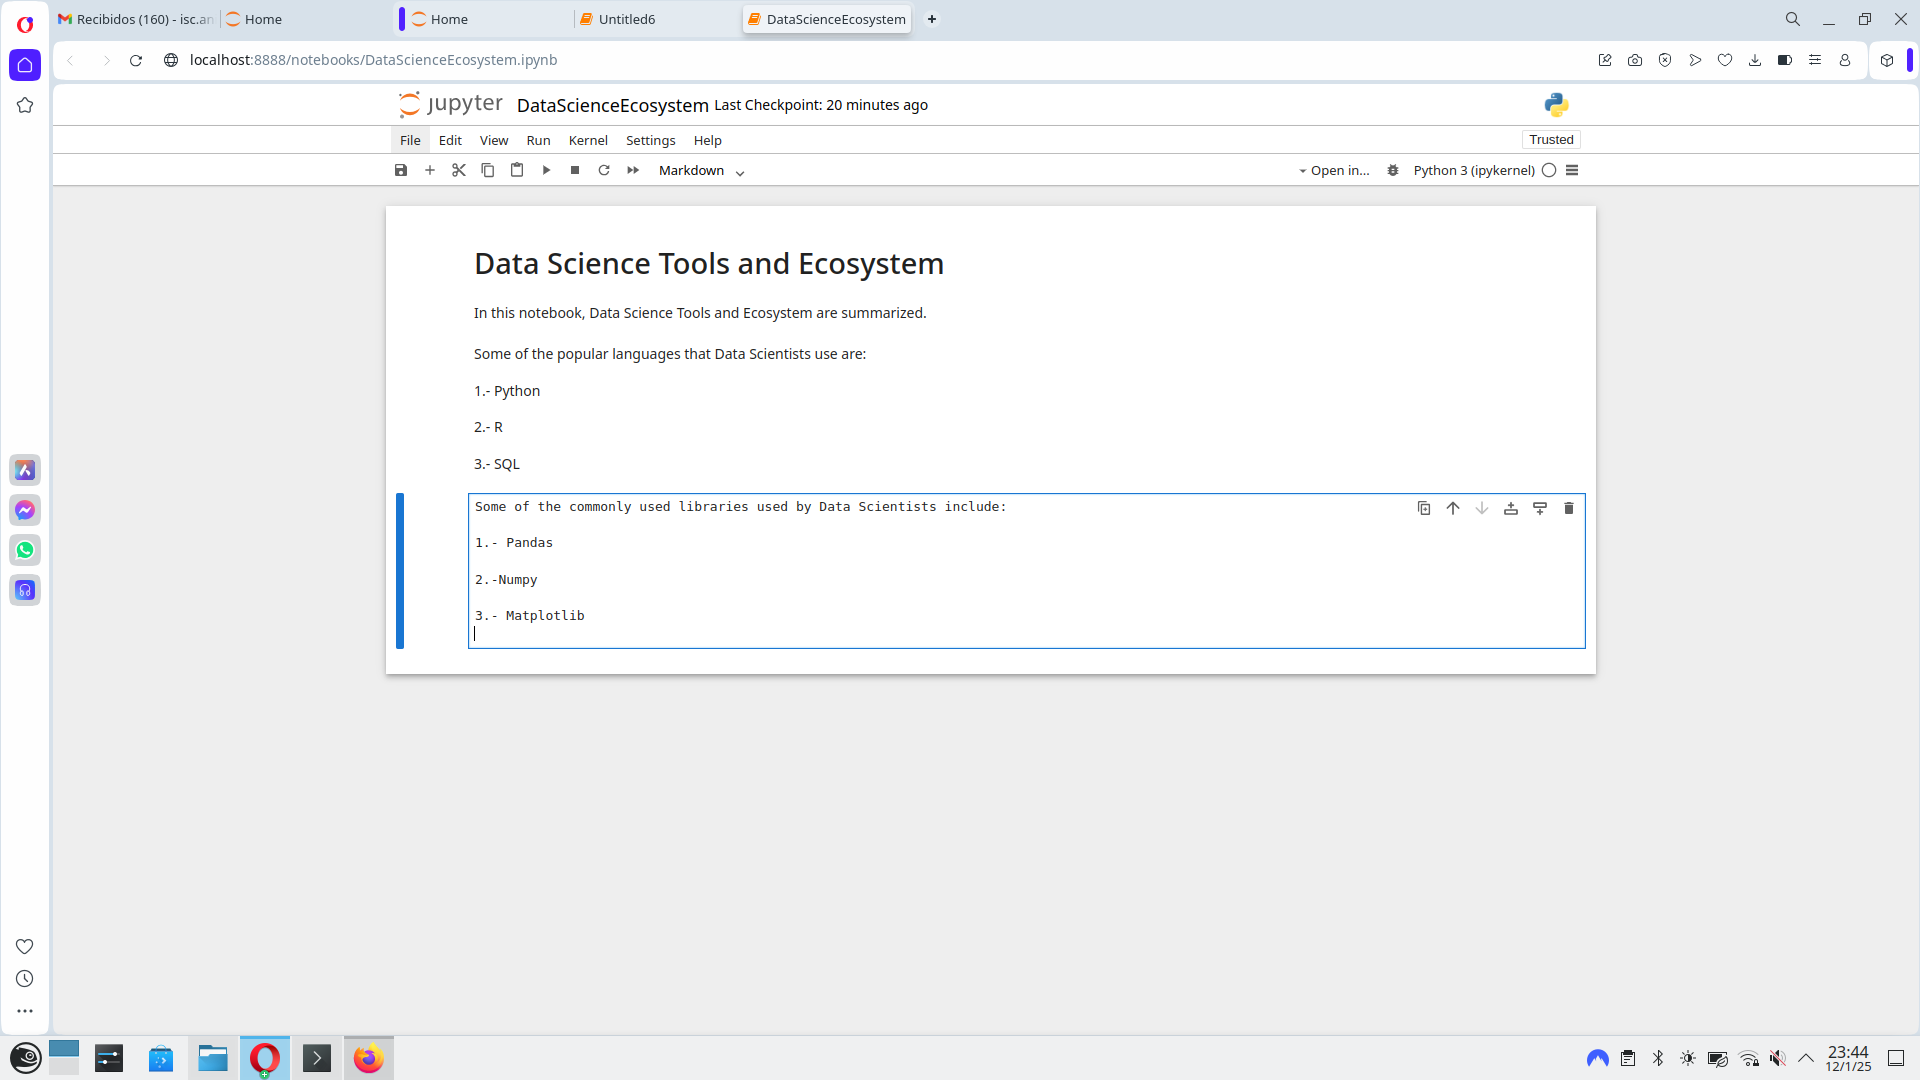 Recibidos (160) - isc.an
Home
Home
Untitled6
DataScienceEcosystem
localhost:8888/notebooks/DataScienceEcosystem.ipynb
jupyter DataScienceEcosystem Last Checkpoint: 20 minutes ago
File Edit View Run Kernel Settings Help Trusted
Markdown Open in... Python 3 (ipykernel)
Data Science Tools and Ecosystem
In this notebook, Data Science Tools and Ecosystem are summarized.
Some of the popular languages that Data Scientists use are:
1.- Python
2.- R
3.- SQL
Some of the commonly used libraries used by Data Scientists include:
1.- Pandas
2.-Numpy
3.- Matplotlib
23:44
12/1/25